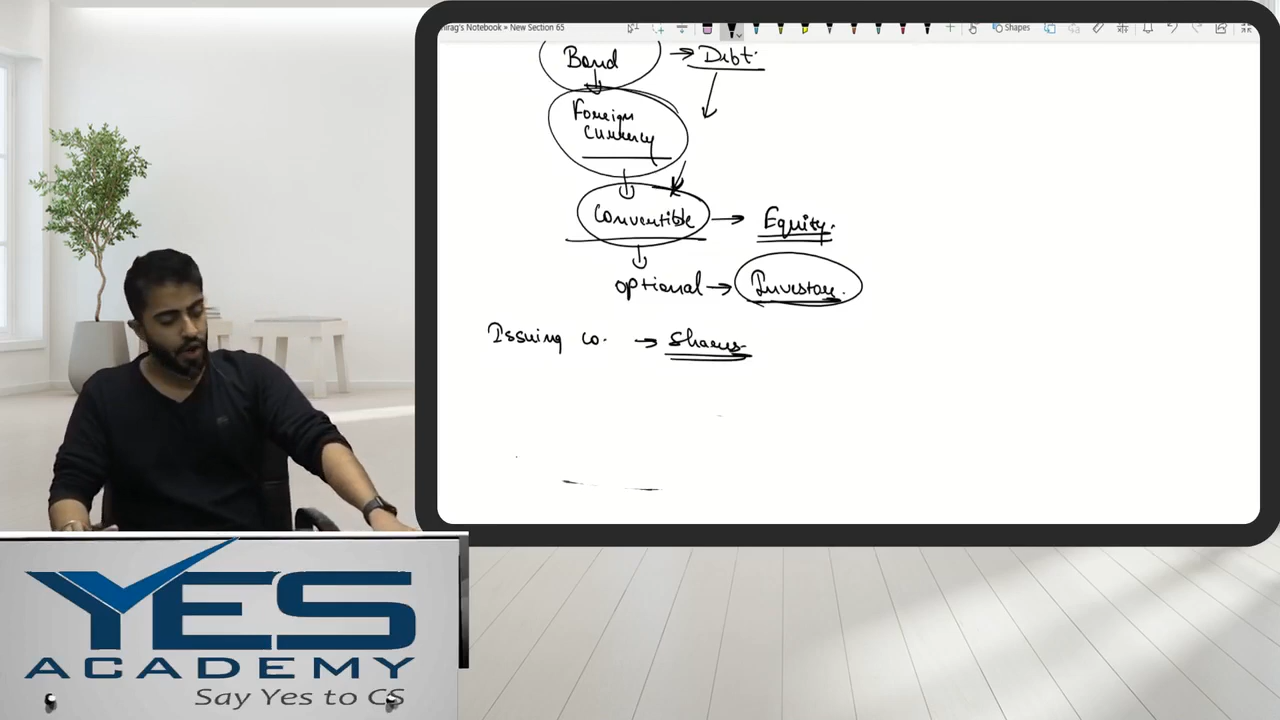 irag's Notebook > New Section 65
Shapes
Bond → Debt.
Foreign
Currency
Convertible → Equity.
optional → Investor.
Issuing co. → shares
YES
ACADEMY
Say Yes to CS